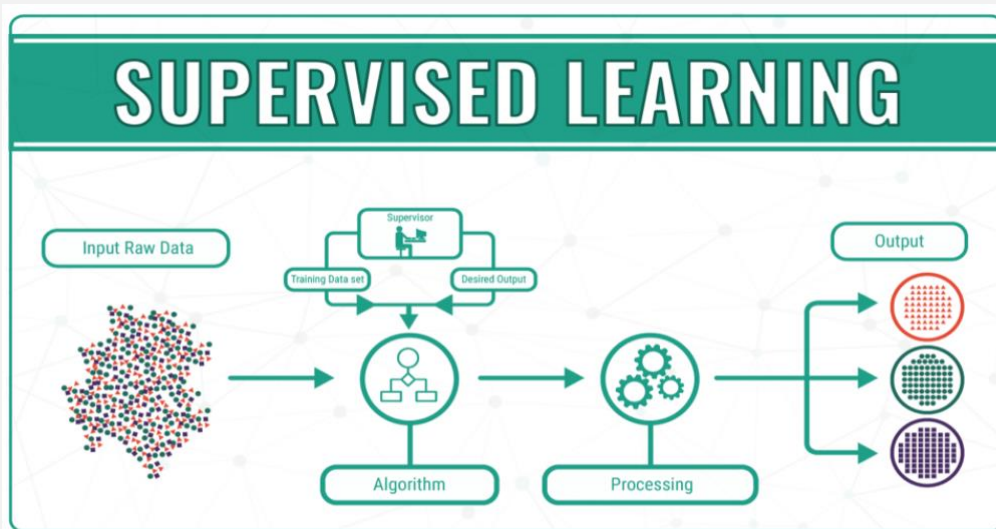 SUPERVISED LEARNING
Input Raw Data
Supervisor
Training Data set
Desired Output
Output
Algorithm
Processing